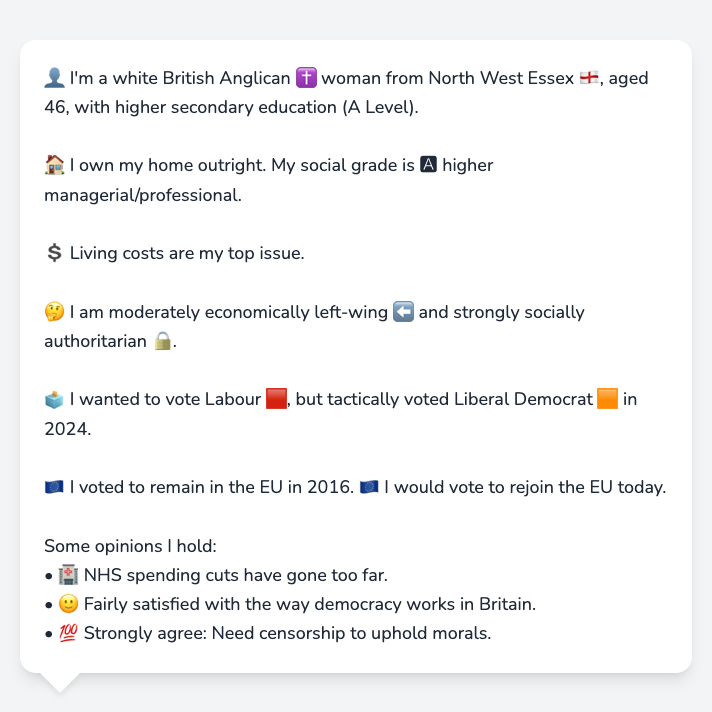 👤 I'm a white British Anglican ✝️ woman from North West Essex 🏴󠁧󠁢󠁥󠁮󠁧󠁿, aged
46, with higher secondary education (A Level).
🏠 I own my home outright. My social grade is 🅰 higher
managerial/professional.
💲 Living costs are my top issue.
🤔 I am moderately economically left-wing ⬅️ and strongly socially
authoritarian 🔒.
🗳️ I wanted to vote Labour 🟥, but tactically voted Liberal Democrat 🟧 in
2024.
🇪🇺 I voted to remain in the EU in 2016. 🇪🇺 I would vote to rejoin the EU today.
Some opinions I hold:
• 🏥 NHS spending cuts have gone too far.
• 🙂 Fairly satisfied with the way democracy works in Britain.
• 💯 Strongly agree: Need censorship to uphold morals.